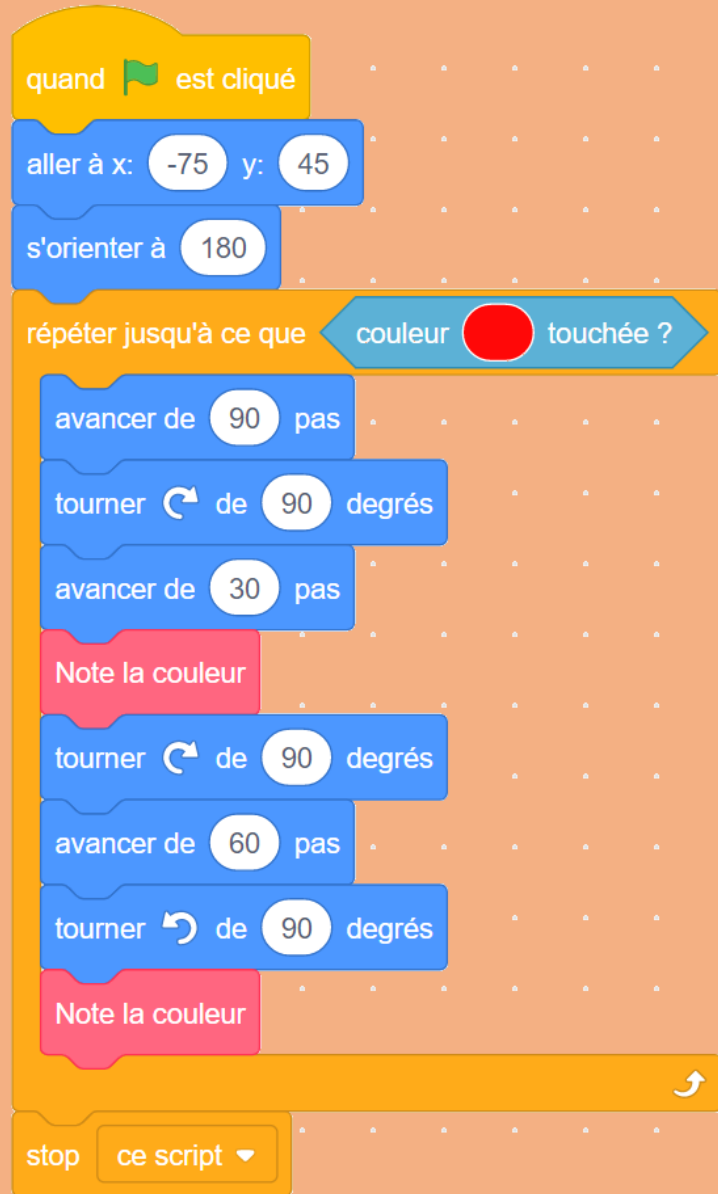 quand est cliqué
aller à x: -75 y: 45
s'orienter à 180
répéter jusqu'à ce que couleur touchée ?
avancer de 90 pas
tourner de 90 degrés
avancer de 30 pas
Note la couleur
tourner de 90 degrés
avancer de 60 pas
tourner de 90 degrés
Note la couleur
stop ce script